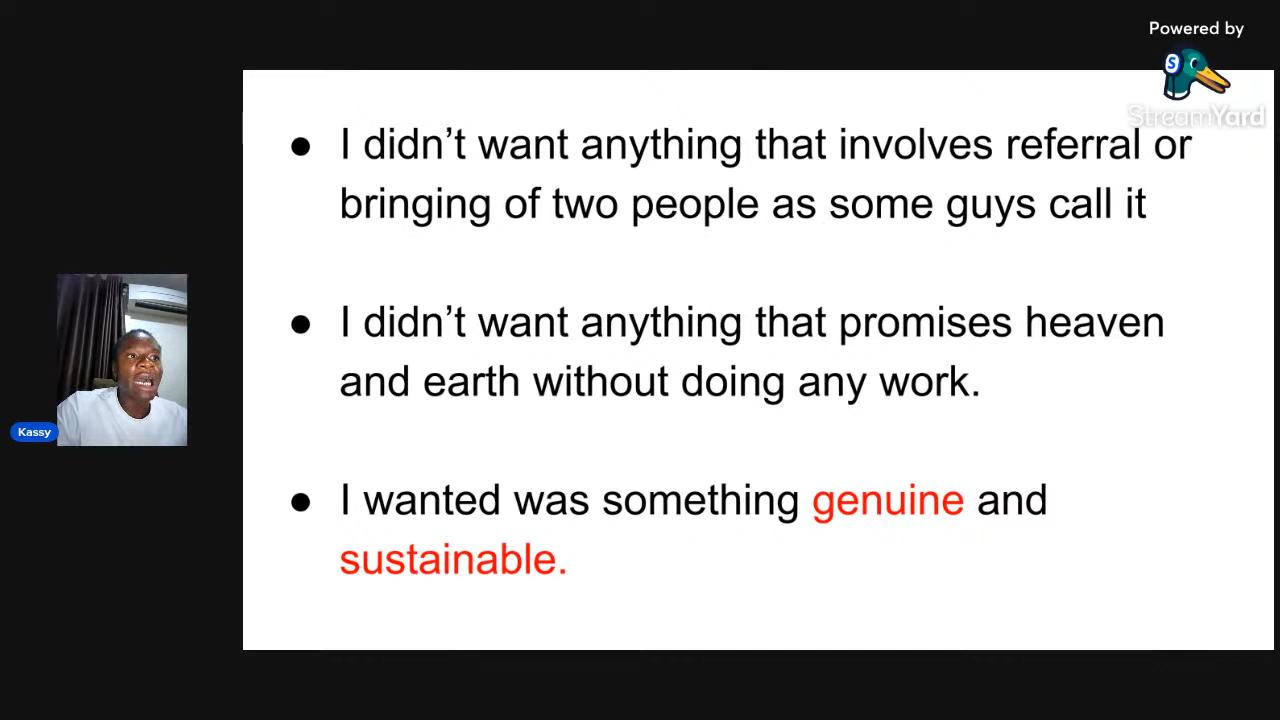 Powered by
StreamYard
● I didn’t want anything that involves referral or
bringing of two people as some guys call it
● I didn’t want anything that promises heaven
and earth without doing any work.
● I wanted was something genuine and
sustainable.
Kassy